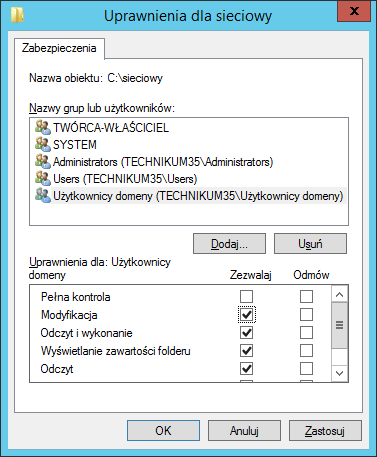 Uprawnienia dla sieciowy
x
Zabezpieczenia
Nazwa obiektu: C:\sieciowy
Nazwy grup lub użytkowników:
TWÓRCA-WŁAŚCICIEL
SYSTEM
Administrators (TECHNIKUM35\Administrators)
Users (TECHNIKUM35\Users)
Użytkownicy domeny (TECHNIKUM35\Użytkownicy domeny)
Dodaj... Usuń
Uprawnienia dla: Użytkownicy
domeny Zezwalaj Odmów
Pełna kontrola
Modyfikacja
Odczyt i wykonanie
Wyświetlanie zawartości folderu
Odczyt
OK Anuluj Zastosuj